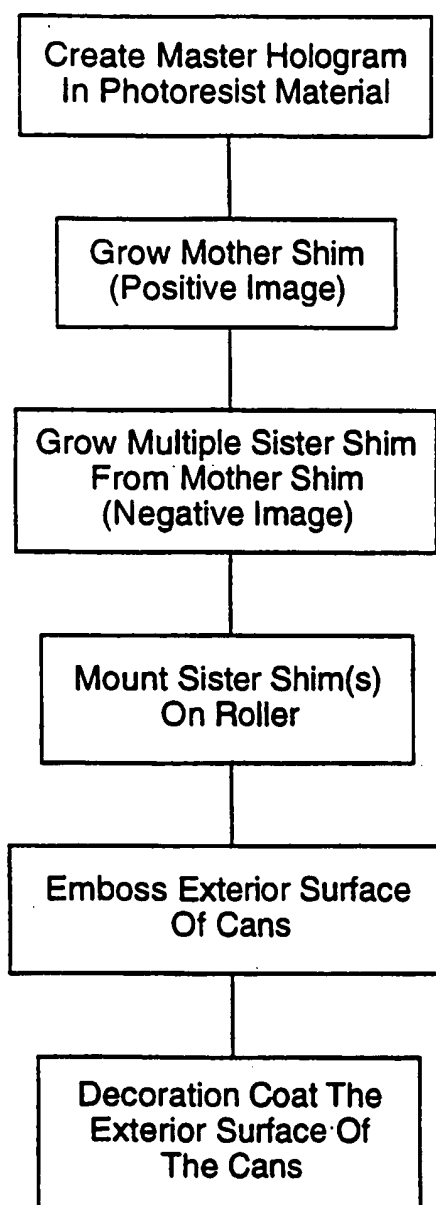 Create Master Hologram
In Photoresist Material
Grow Mother Shim
(Positive Image)
Grow Multiple Sister Shim
From Mother Shim
(Negative Image)
Mount Sister Shim(s)
On Roller
Emboss Exterior Surface
Of Cans
Decoration Coat The
Exterior Surface Of
The Cans